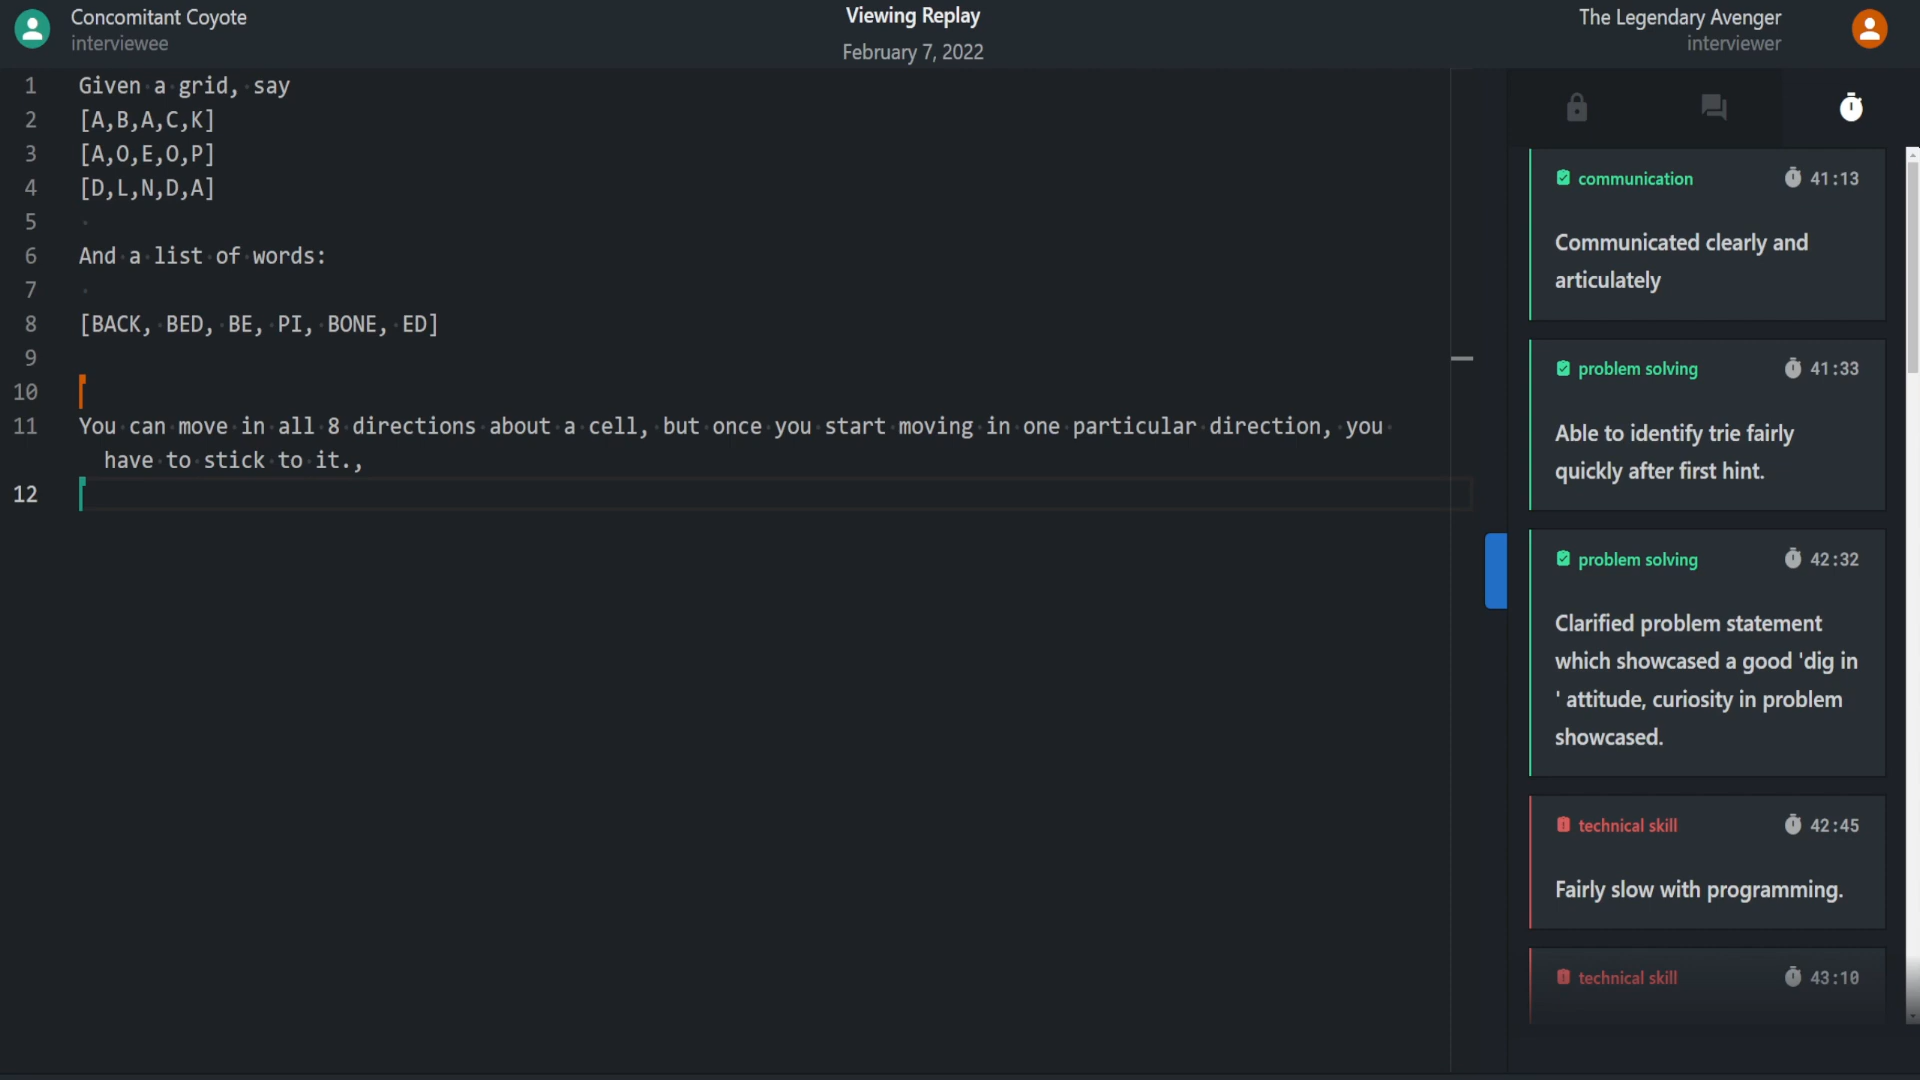 Concomitant Coyote
interviewee
Viewing Replay
February 7, 2022
The Legendary Avenger
interviewer
1 Given a grid, say
2 [A,B,A,C,K]
3 [A,O,E,O,P]
4 [D,L,N,D,A]
5
6 And a list of words:
7
8 [BACK, BED, BE, PI, BONE, ED]
9
10
11 You can move in all 8 directions about a cell, but once you start moving in one particular direction, you
have to stick to it.,
12
communication 41:13
Communicated clearly and
articulately
problem solving 41:33
Able to identify trie fairly
quickly after first hint.
problem solving 42:32
Clarified problem statement
which showcased a good 'dig in
' attitude, curiosity in problem
showcased.
technical skill 42:45
Fairly slow with programming.
technical skill 43:10